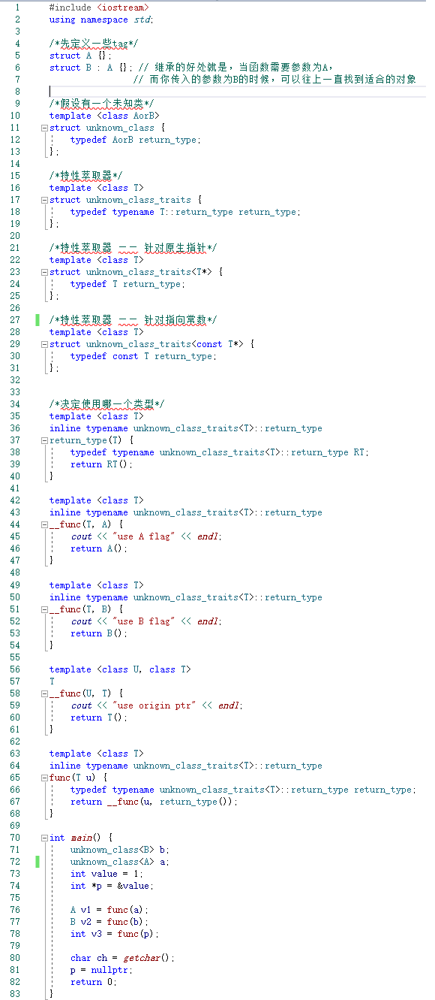 1 #include <iostream>
2 using namespace std;
3
4 /*先定义一些tag*/
5 struct A {};
6 struct B : A {}; // 继承的好处就是，当函数需要参数为A，
7 // 而你传入的参数为B的时候，可以往上一直找到适合的对象
8
9 /*假设有一个未知类*/
10 template <class AorB>
11 struct unknown_class {
12 typedef AorB return_type;
13 };
14
15 /*特性萃取器*/
16 template <class T>
17 struct unknown_class_traits {
18 typedef typename T::return_type return_type;
19 };
20
21 /*特性萃取器 —— 针对原生指针*/
22 template <class T>
23 struct unknown_class_traits<T*> {
24 typedef T return_type;
25 };
26
27 /*特性萃取器 —— 针对指向常数*/
28 template <class T>
29 struct unknown_class_traits<const T*> {
30 typedef const T return_type;
31 };
32
33
34 /*决定使用哪一个类型*/
35 template <class T>
36 inline typename unknown_class_traits<T>::return_type
37 return_type(T) {
38 typedef typename unknown_class_traits<T>::return_type RT;
39 return RT();
40 }
41
42 template <class T>
43 inline typename unknown_class_traits<T>::return_type
44 __func(T, A) {
45 cout << "use A flag" << endl;
46 return A();
47 }
48
49 template <class T>
50 inline typename unknown_class_traits<T>::return_type
51 __func(T, B) {
52 cout << "use B flag" << endl;
53 return B();
54 }
55
56 template <class U, class T>
57 T
58 __func(U, T) {
59 cout << "use origin ptr" << endl;
60 return T();
61 }
62
63 template <class T>
64 inline typename unknown_class_traits<T>::return_type
65 func(T u) {
66 typedef typename unknown_class_traits<T>::return_type return_type;
67 return __func(u, return_type());
68 }
69
70 int main() {
71 unknown_class<B> b;
72 unknown_class<A> a;
73 int value = 1;
74 int *p = &value;
75
76 A v1 = func(a);
77 B v2 = func(b);
78 int v3 = func(p);
79
80 char ch = getchar();
81 p = nullptr;
82 return 0;
83 }